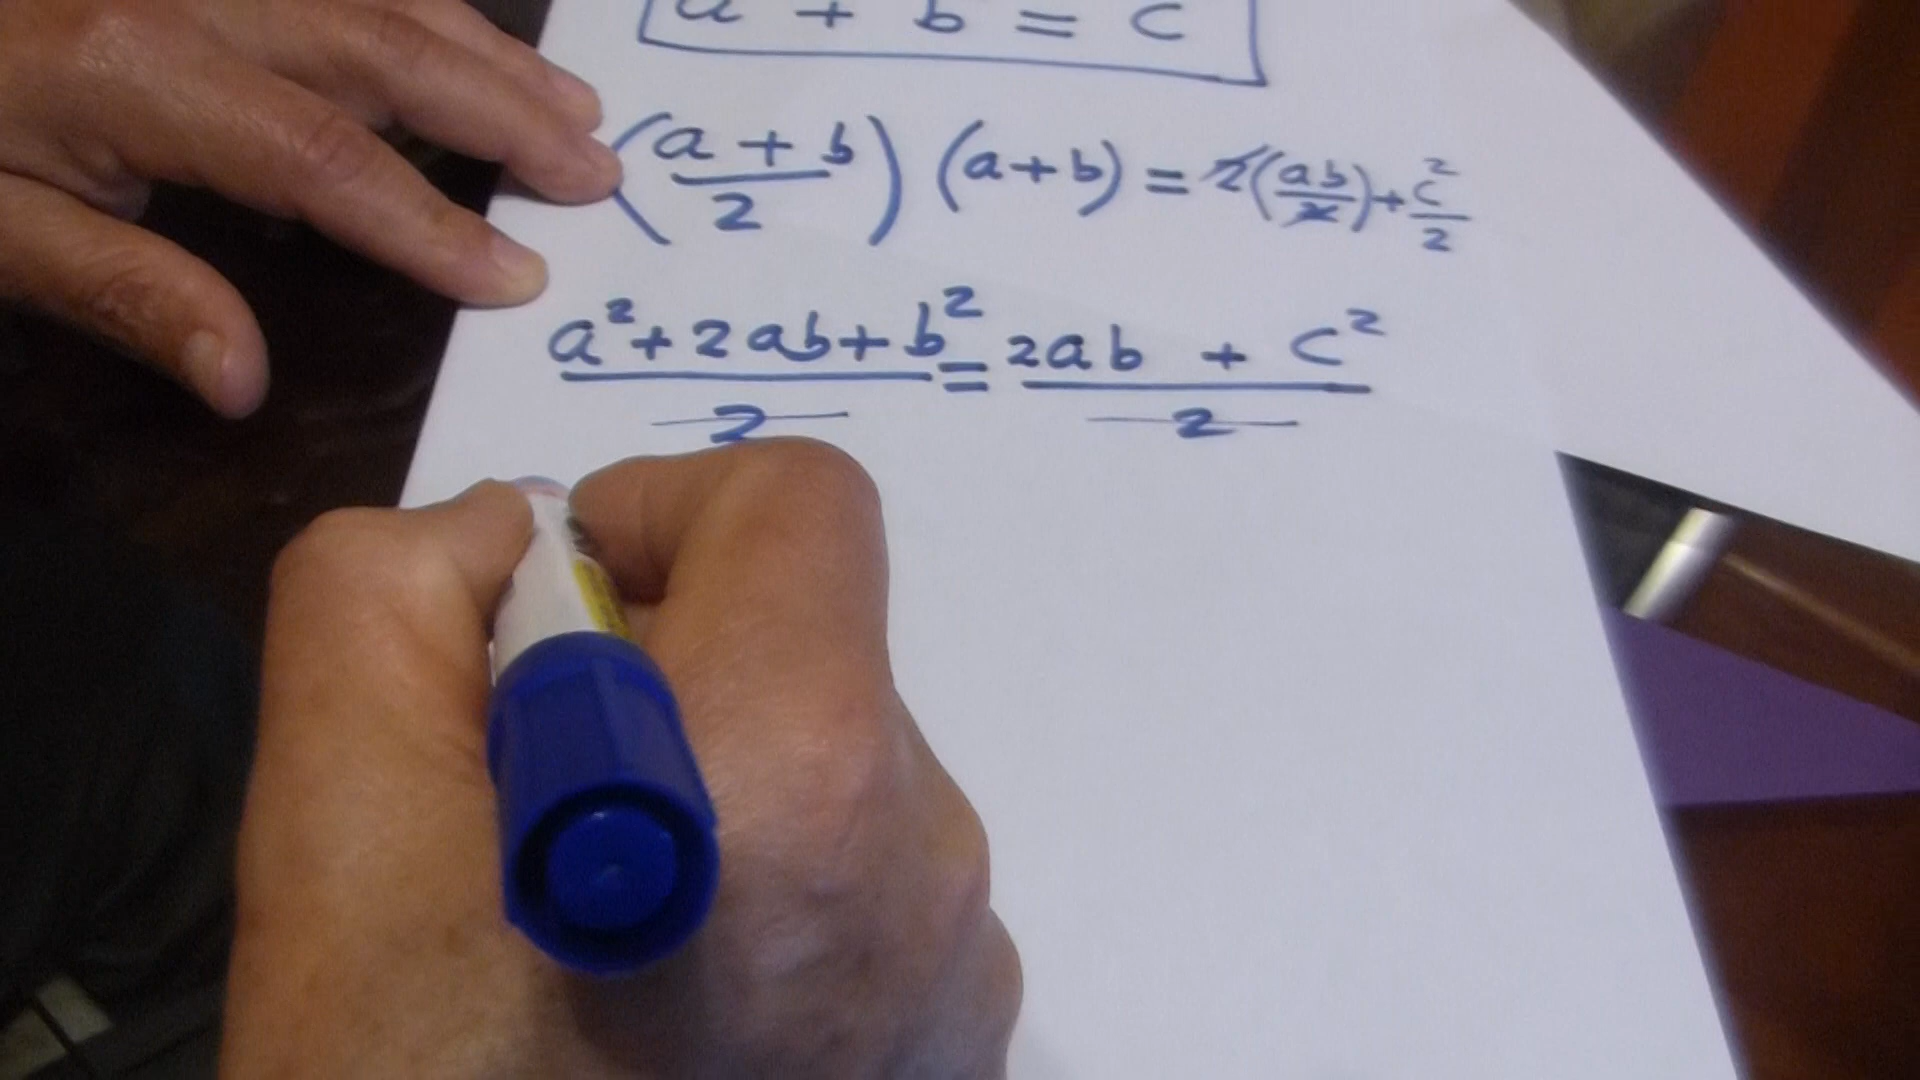 a + b = c
(a + b / 2) (a + b) = 2(ab / 2) + c² / 2
a² + 2ab + b² / 2 = 2ab + c² / 2